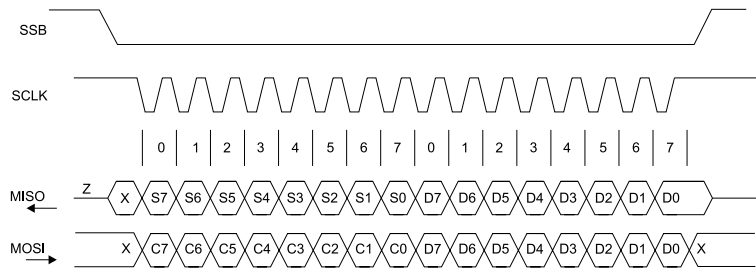 SSB
SCLK
0 1 2 3 4 5 6 7 0 1 2 3 4 5 6 7
Z
MISO X S7 S6 S5 S4 S3 S2 S1 S0 D7 D6 D5 D4 D3 D2 D1 D0
MOSI X C7 C6 C5 C4 C3 C2 C1 C0 D7 D6 D5 D4 D3 D2 D1 D0 X